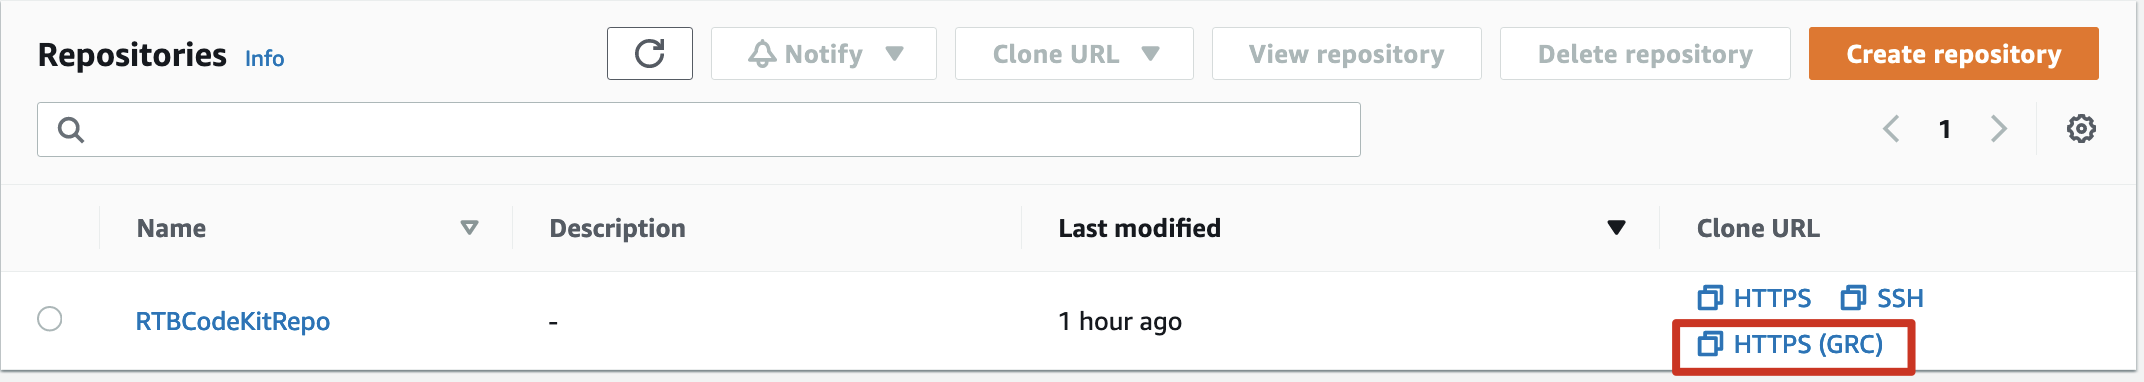 Repositories Info Notify Clone URL View repository Delete repository Create repository
1
Name Description Last modified Clone URL
HTTPS SSH
RTBCodeKitRepo - 1 hour ago
HTTPS (GRC)